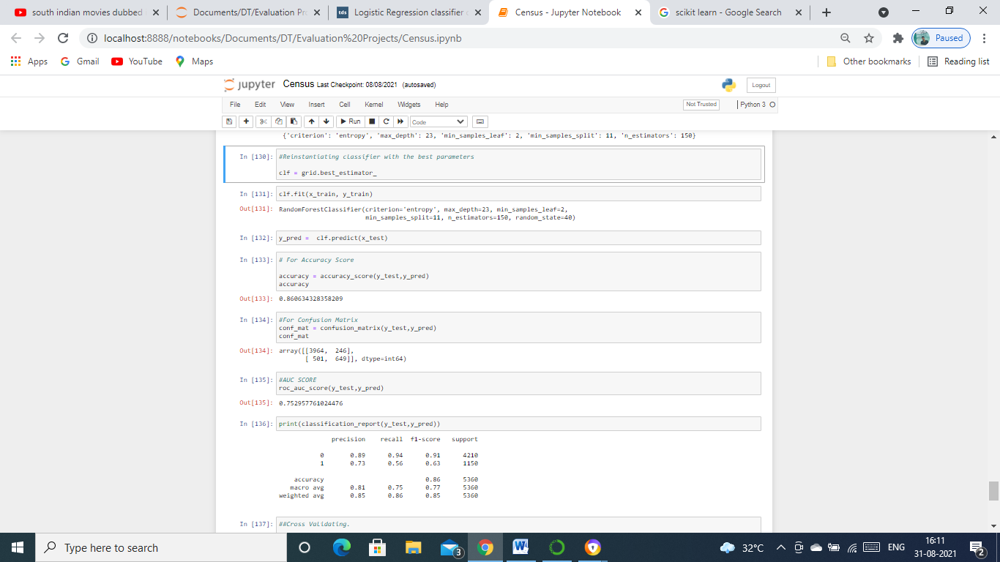 south indian movies dubbed
Documents/DT/Evaluation Pr
Logistic Regression classifier
Census - Jupyter Notebook
scikit learn - Google Search
localhost:8888/notebooks/Documents/DT/Evaluation%20Projects/Census.ipynb
Paused
Apps Gmail YouTube Maps Other bookmarks Reading list
jupyter Census Last Checkpoint: 08/08/2021 (autosaved) Logout
File Edit View Insert Cell Kernel Widgets Help Not Trusted Python 3
Run Code
{'criterion': 'entropy', 'max_depth': 23, 'min_samples_leaf': 2, 'min_samples_split': 11, 'n_estimators': 150}
In [130]: #Reinstantiating classifier with the best parameters
clf = grid.best_estimator_
In [131]: clf.fit(x_train, y_train)
Out[131]: RandomForestClassifier(criterion='entropy', max_depth=23, min_samples_leaf=2,
min_samples_split=11, n_estimators=150, random_state=40)
In [132]: y_pred = clf.predict(x_test)
In [133]: # For Accuracy Score
accuracy = accuracy_score(y_test,y_pred)
accuracy
Out[133]: 0.860634328358209
In [134]: #For Confusion Matrix
conf_mat = confusion_matrix(y_test,y_pred)
conf_mat
Out[134]: array([[3964, 246],
[ 501, 649]], dtype=int64)
In [135]: #AUC SCORE
roc_auc_score(y_test,y_pred)
Out[135]: 0.752957761024476
In [136]: print(classification_report(y_test,y_pred))
precision recall f1-score support
0 0.89 0.94 0.91 4210
1 0.73 0.56 0.63 1150
accuracy 0.86 5360
macro avg 0.81 0.75 0.77 5360
weighted avg 0.85 0.86 0.85 5360
In [137]: ##Cross Validating.
Type here to search
3
32°C
ENG
16:11
31-08-2021
2